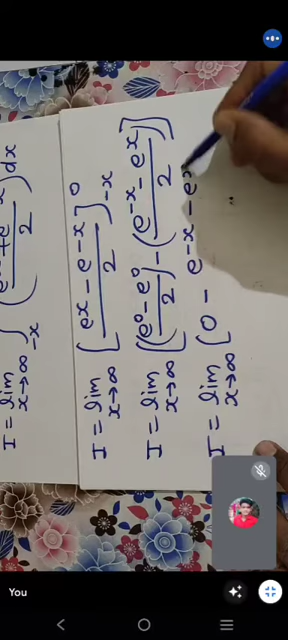 I = lim x→∞ ∫ -x ( e + e^-x / 2 ) dx
I = lim x→∞ [ e^x - e^-x / 2 ]^0 _-x
I = lim x→∞ [ ( e^0 - e^0 / 2 ) - ( e^-x - e^x / 2 ) ]
I = lim x→∞ [ 0 - e^-x - e^x
You